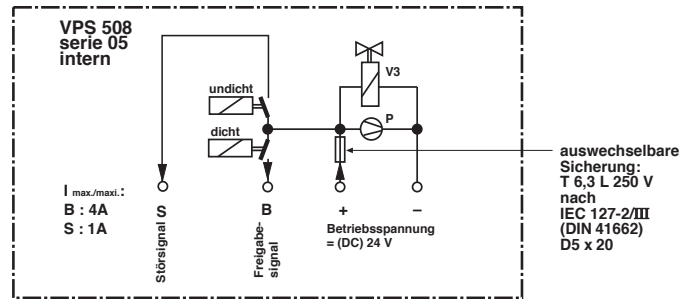 VPS 508
serie 05
intern
undicht
dicht
V3
P
I max./maxi.:
B : 4A
S : 1A
S
B
+
–
Störsignal
Freigabe-
signal
Betriebsspannung
= (DC) 24 V
auswechselbare
Sicherung:
T 6,3 L 250 V
nach
IEC 127-2/III
(DIN 41662)
D5 x 20